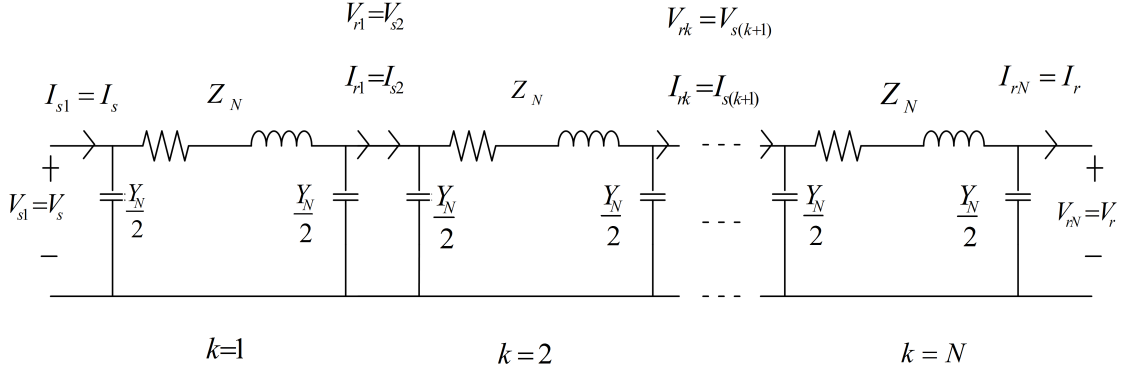 V_{r1}=V_{s2}
V_{rk}=V_{s(k+1)}
I_{s1}=I_s
Z_N
I_{r1}=I_{s2}
Z_N
I_{rk}=I_{s(k+1)}
Z_N
I_{rN}=I_r
+
+
V_{s1}=V_s
Y_N/2
Y_N/2
Y_N/2
Y_N/2
Y_N/2
Y_N/2
V_{rN}=V_r
−
−
k=1
k=2
k=N